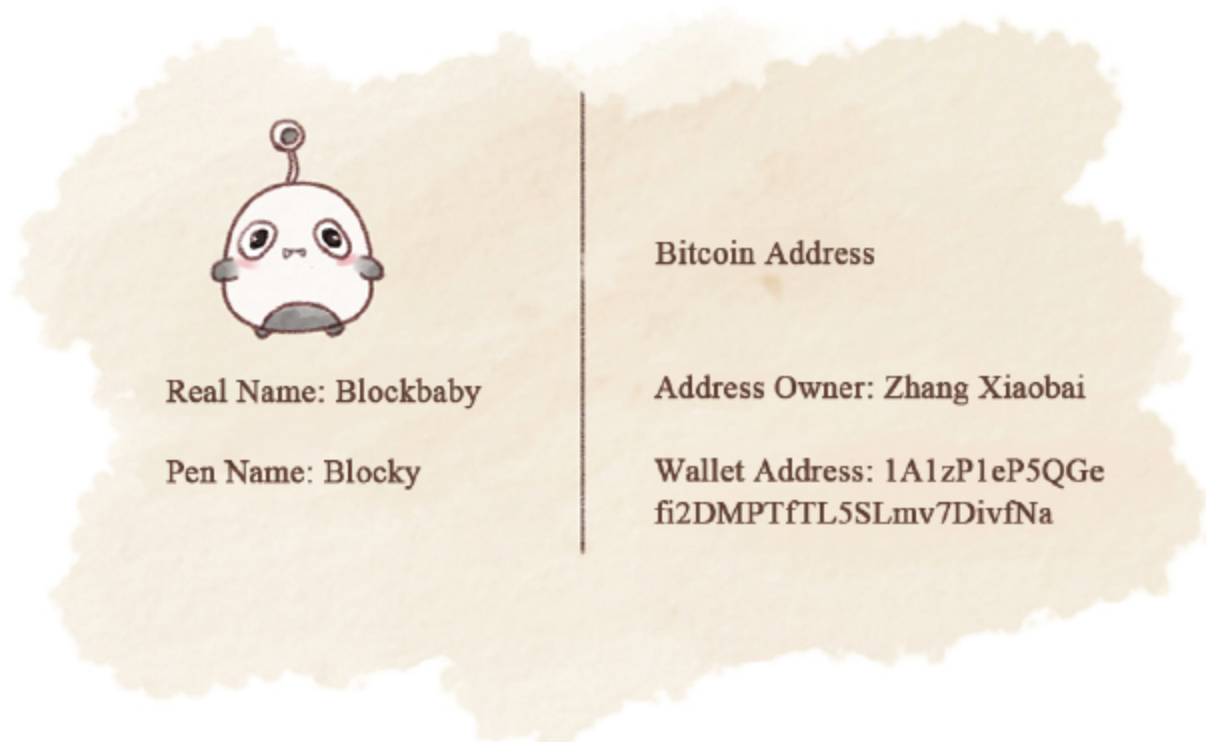 Bitcoin Address
Real Name: Blockbaby
Address Owner: Zhang Xiaobai
Pen Name: Blocky
Wallet Address: 1A1zP1eP5QGe
fi2DMPTfTL5SLmv7DivfNa